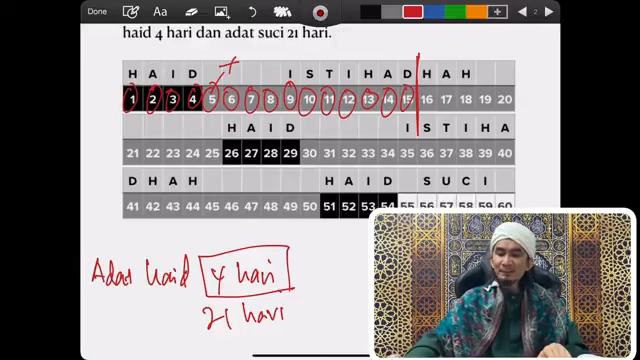 Done
Aa
2
haid 4 hari dan adat suci 21 hari.
H A I D I S T I H A D H A H
1 2 3 4 5 6 7 8 9 10 11 12 13 14 15 16 17 18 19 20
H A I D I S T I H A
21 22 23 24 25 26 27 28 29 30 31 32 33 34 35 36 37 38 39 40
D H A H H A I D S U C I
41 42 43 44 45 46 47 48 49 50 51 52 53 54 55 56 57 58 59 60
Adat haid 4 hari
21 hari